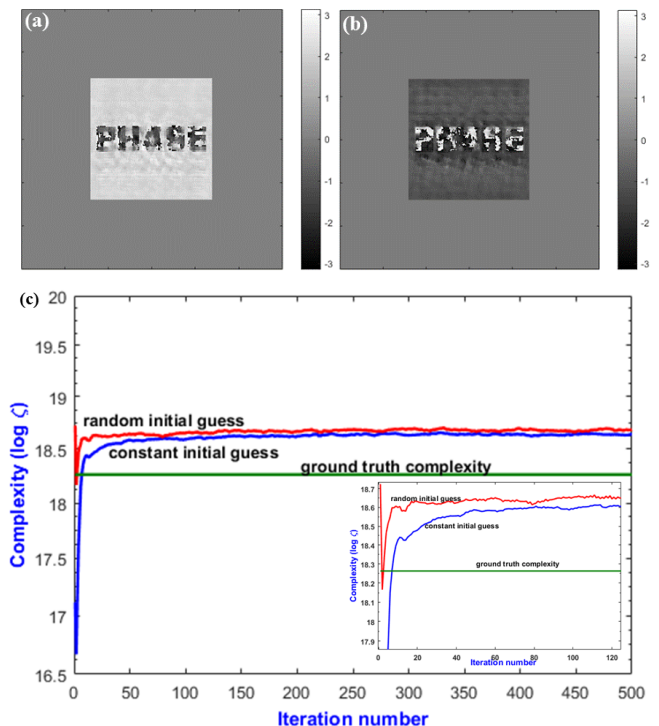 (a)
PHASE
3
2
1
0
-1
-2
-3
(b)
PHASE
3
2
1
0
-1
-2
-3
(c)
20
19.5
19
18.5
18
17.5
17
16.5
Complexity (log ζ)
random initial guess
constant initial guess
ground truth complexity
18.7
18.6
18.5
18.4
18.3
18.2
18.1
18
17.9
Complexity (log ζ)
random initial guess
constant initial guess
ground truth complexity
0 20 40 60 80 100 120
Iteration number
0 50 100 150 200 250 300 350 400 450 500
Iteration number